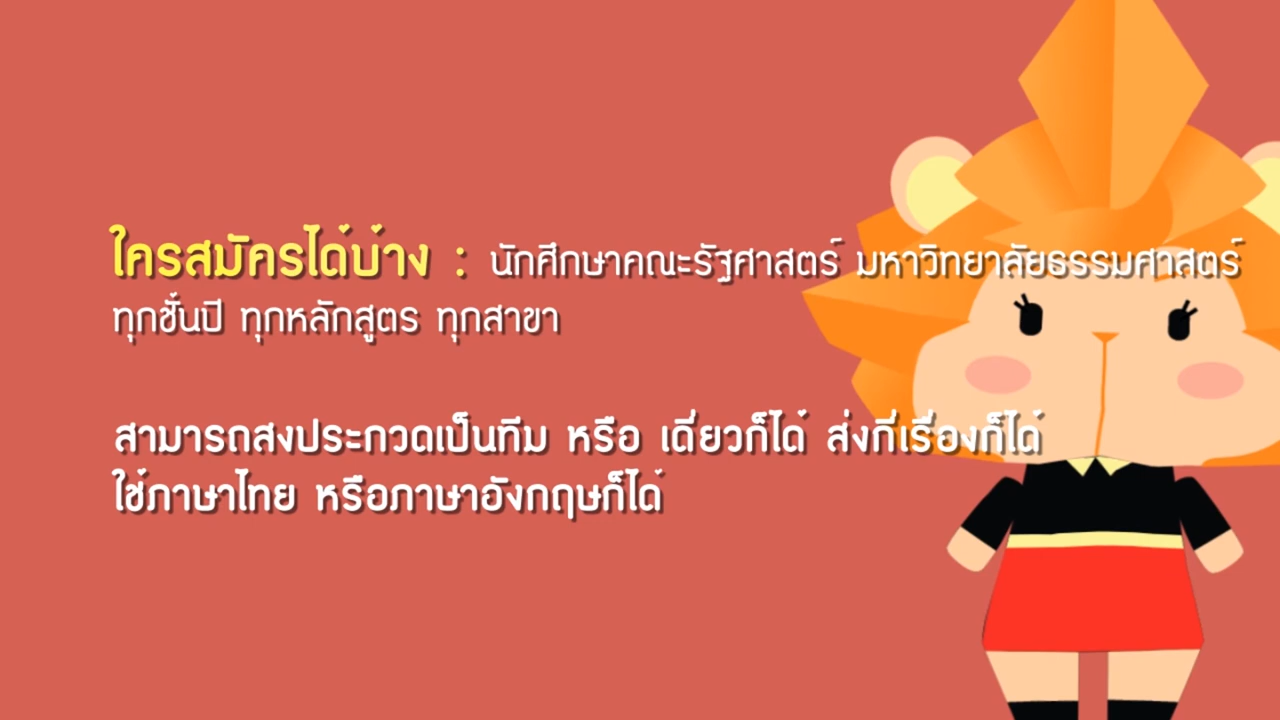 ใครสมัครได้บ้าง : นักศึกษาคณะรัฐศาสตร์ มหาวิทยาลัยธรรมศาสตร์
ทุกชั้นปี ทุกหลักสูตร ทุกสาขา
สามารถส่งประกวดเป็นทีม หรือ เดี่ยวก็ได้ ส่งกี่เรื่องก็ได้
ใช้ภาษาไทย หรือภาษาอังกฤษก็ได้